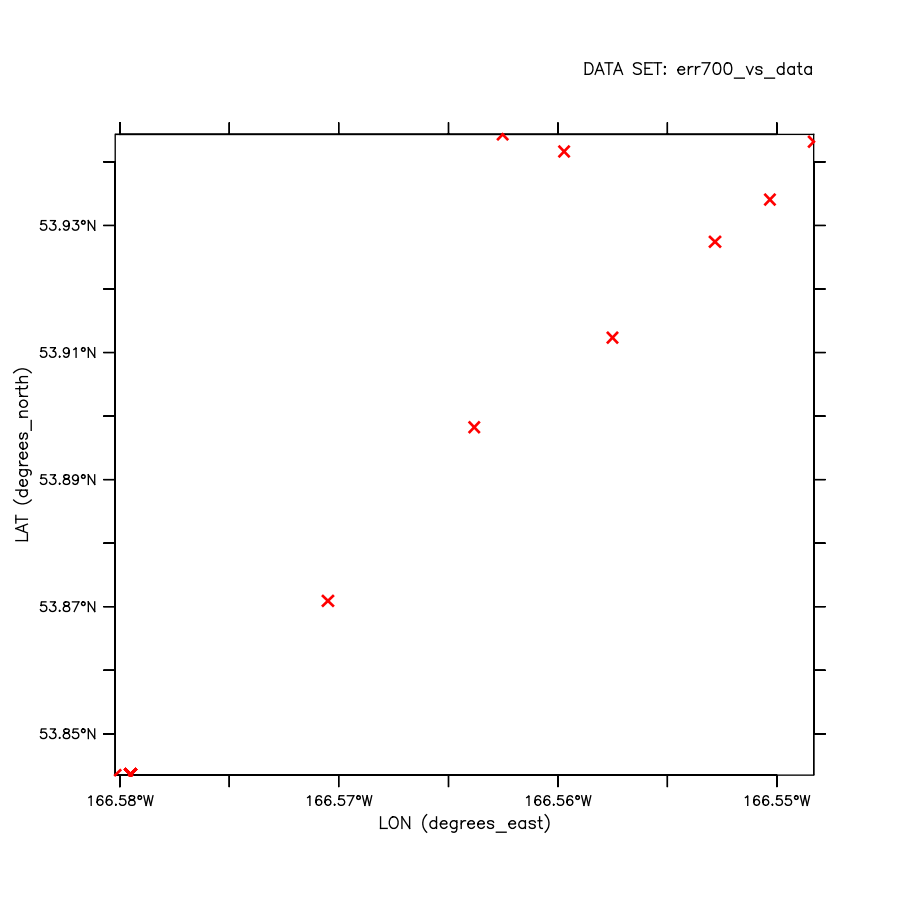 DATA SET: err700_vs_data
53.93°N
53.91°N
53.89°N
53.87°N
53.85°N
LAT (degrees_north)
166.58°W 166.57°W 166.56°W 166.55°W
LON (degrees_east)